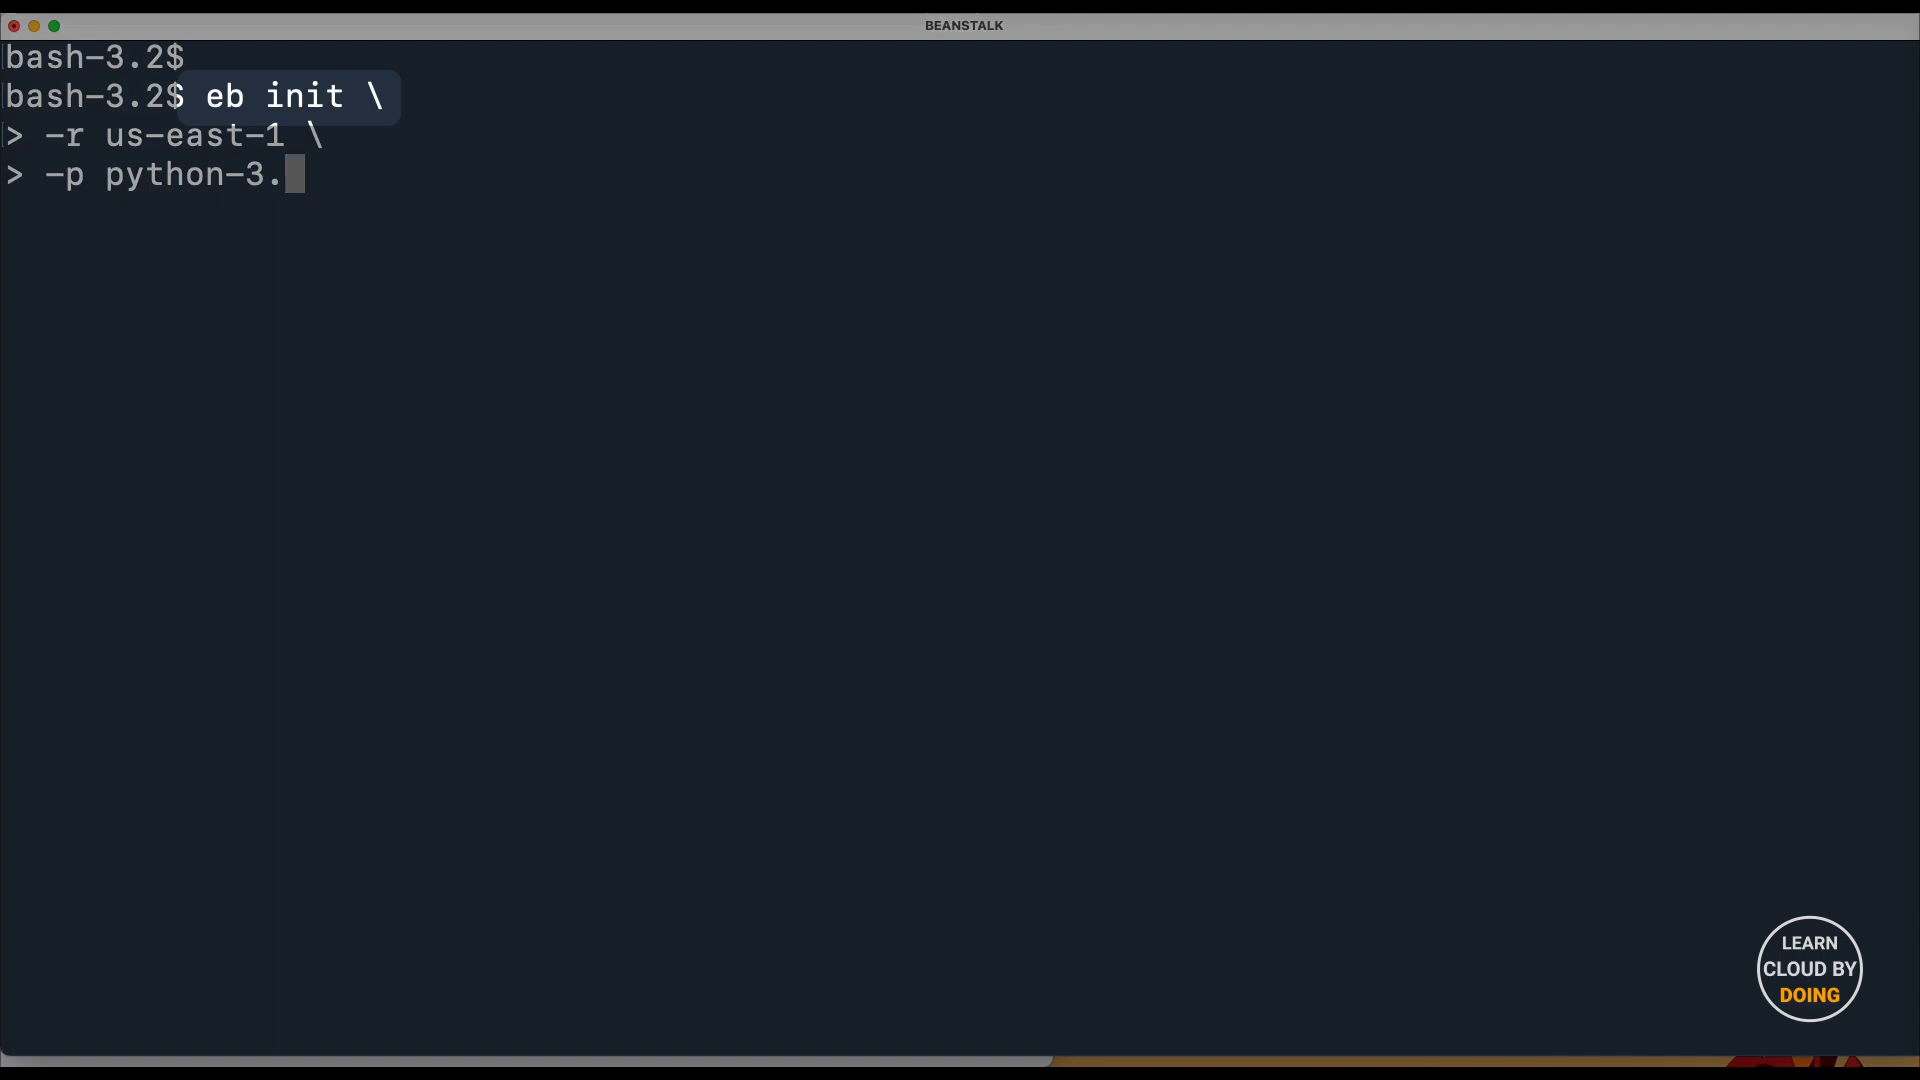 BEANSTALK
bash-3.2$
bash-3.2$ eb init \
> -r us-east-1 \
> -p python-3.
LEARN
CLOUD BY
DOING